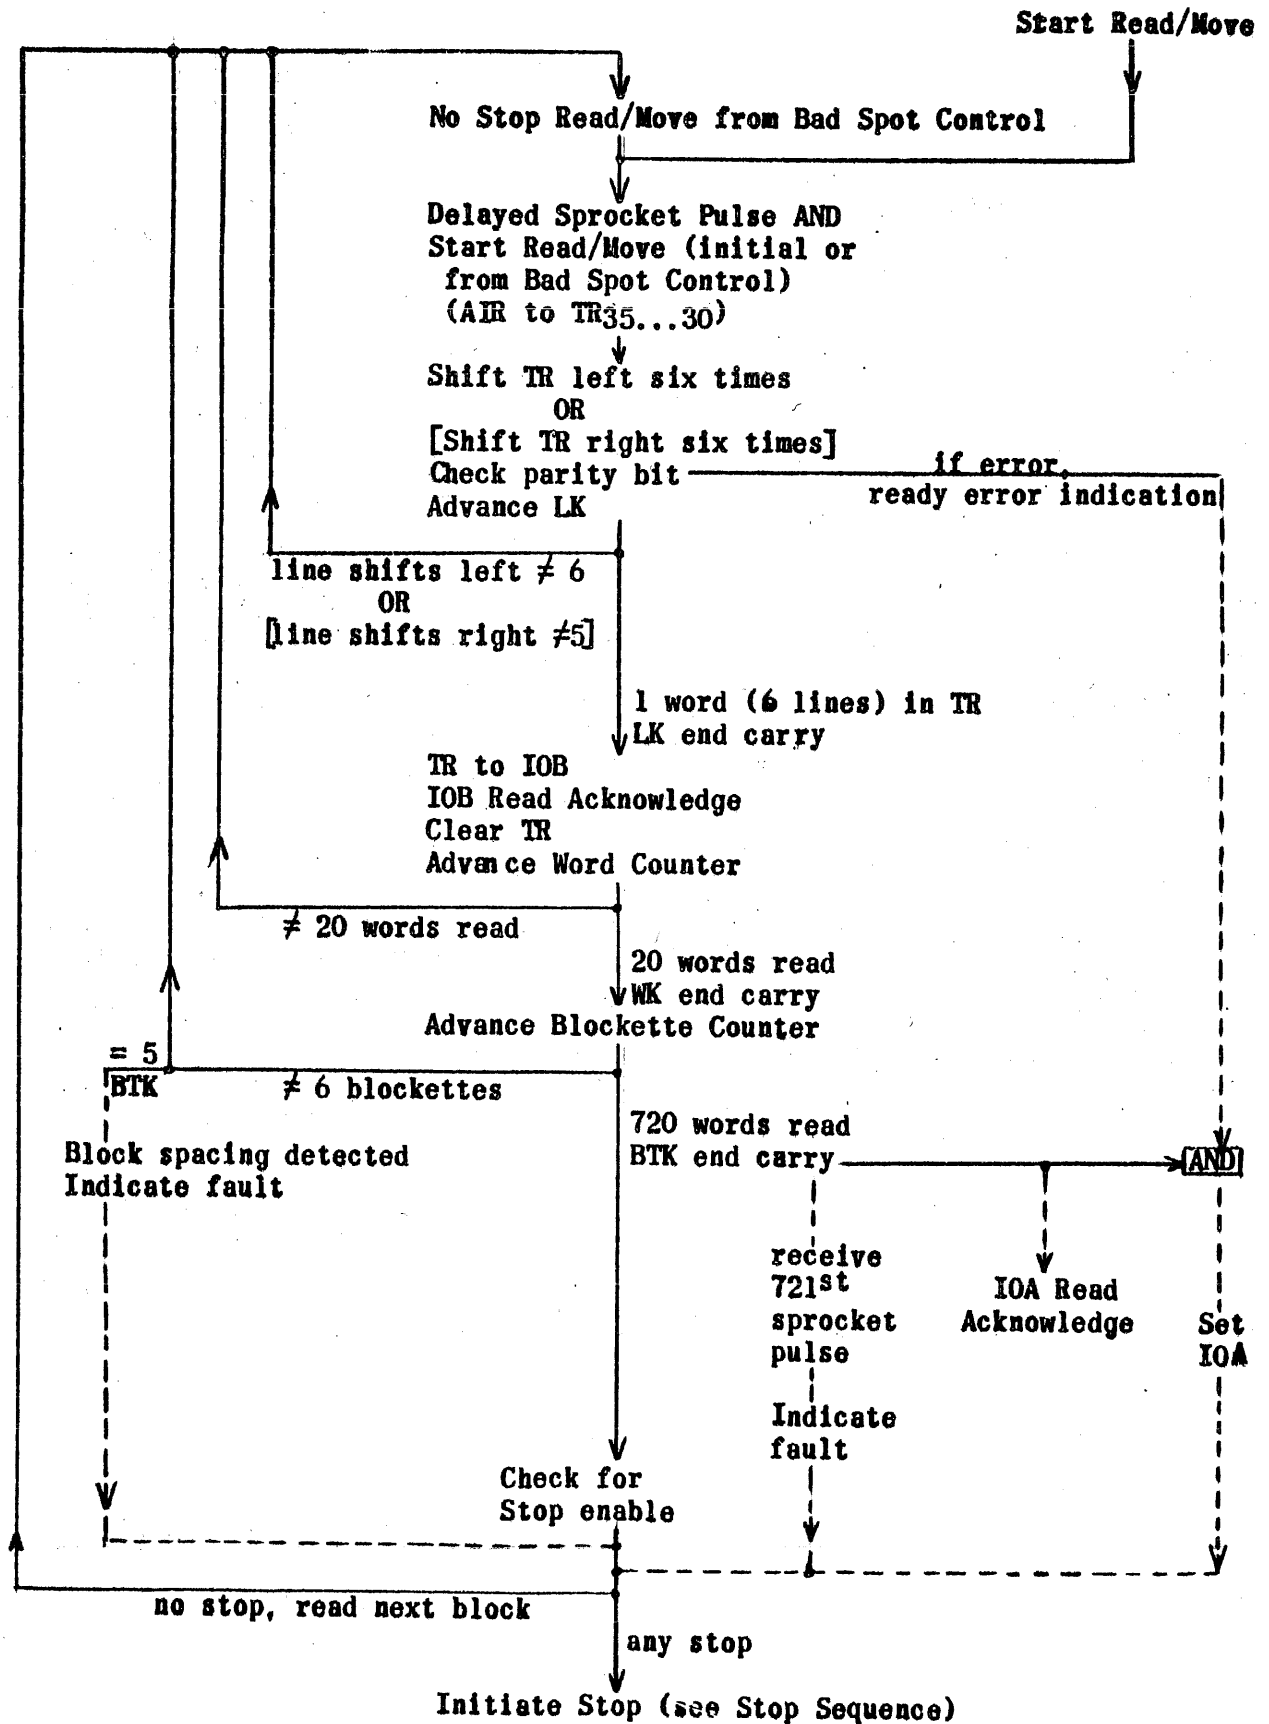 Start Read/Move
No Stop Read/Move from Bad Spot Control
Delayed Sprocket Pulse AND
Start Read/Move (initial or
from Bad Spot Control)
(AIR to TR35...30)
Shift TR left six times
OR
[Shift TR right six times]
Check parity bit
if error,
ready error indication
Advance LK
line shifts left ≠ 6
OR
[line shifts right ≠5]
1 word (6 lines) in TR
LK end carry
TR to IOB
IOB Read Acknowledge
Clear TR
Advance Word Counter
≠ 20 words read
20 words read
WK end carry
Advance Blockette Counter
= 5
BTK
≠ 6 blockettes
720 words read
BTK end carry
[AND]
Block spacing detected
Indicate fault
receive
721st
sprocket
pulse
IOA Read
Acknowledge
Set
IOA
Indicate
fault
Check for
Stop enable
no stop, read next block
any stop
Initiate Stop (see Stop Sequence)